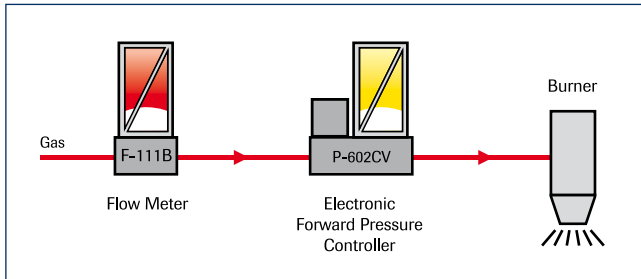 Burner
Gas
F-111B
P-602CV
Flow Meter
Electronic
Forward Pressure
Controller